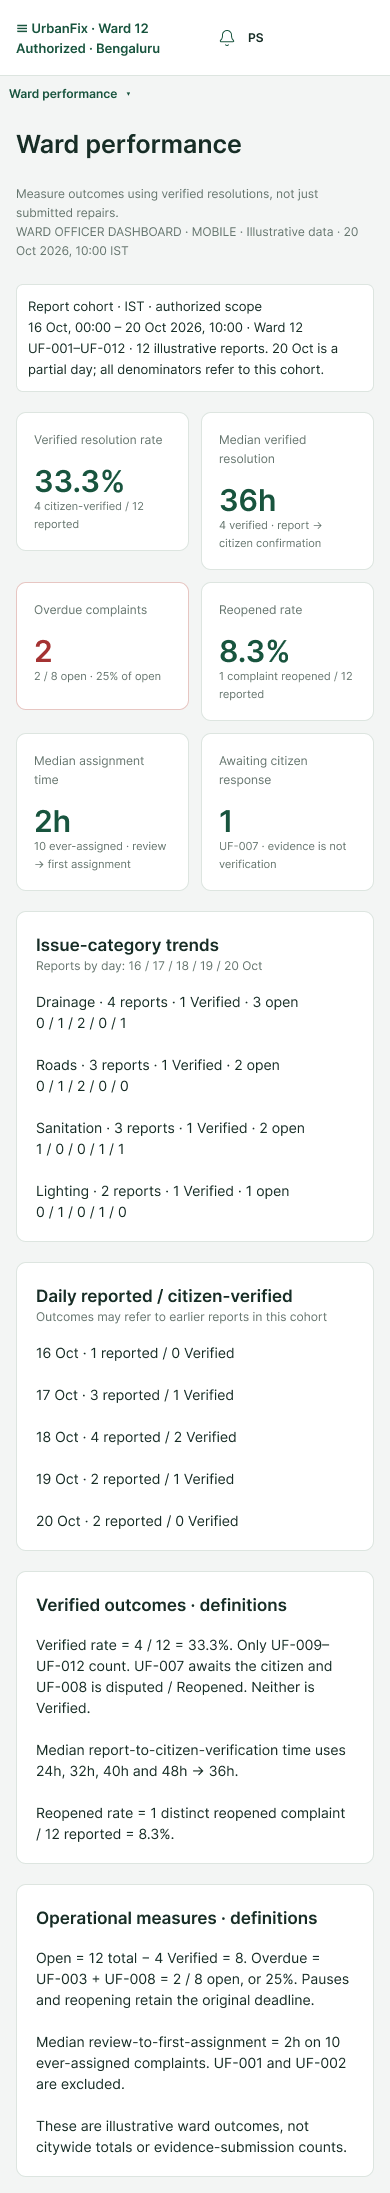 ≡ UrbanFix · Ward 12
Authorized · Bengaluru
PS
Ward performance ▾
Ward performance
Measure outcomes using verified resolutions, not just
submitted repairs.
WARD OFFICER DASHBOARD · MOBILE · Illustrative data · 20
Oct 2026, 10:00 IST
Report cohort · IST · authorized scope
16 Oct, 00:00 – 20 Oct 2026, 10:00 · Ward 12
UF-001–UF-012 · 12 illustrative reports. 20 Oct is a
partial day; all denominators refer to this cohort.
Verified resolution rate
33.3%
4 citizen-verified / 12
reported
Median verified
resolution
36h
4 verified · report →
citizen confirmation
Overdue complaints
2
2 / 8 open · 25% of open
Reopened rate
8.3%
1 complaint reopened / 12
reported
Median assignment
time
2h
10 ever-assigned · review
→ first assignment
Awaiting citizen
response
1
UF-007 · evidence is not
verification
Issue-category trends
Reports by day: 16 / 17 / 18 / 19 / 20 Oct
Drainage · 4 reports · 1 Verified · 3 open
0 / 1 / 2 / 0 / 1
Roads · 3 reports · 1 Verified · 2 open
0 / 1 / 2 / 0 / 0
Sanitation · 3 reports · 1 Verified · 2 open
1 / 0 / 0 / 1 / 1
Lighting · 2 reports · 1 Verified · 1 open
0 / 1 / 0 / 1 / 0
Daily reported / citizen-verified
Outcomes may refer to earlier reports in this cohort
16 Oct · 1 reported / 0 Verified
17 Oct · 3 reported / 1 Verified
18 Oct · 4 reported / 2 Verified
19 Oct · 2 reported / 1 Verified
20 Oct · 2 reported / 0 Verified
Verified outcomes · definitions
Verified rate = 4 / 12 = 33.3%. Only UF-009–
UF-012 count. UF-007 awaits the citizen and
UF-008 is disputed / Reopened. Neither is
Verified.
Median report-to-citizen-verification time uses
24h, 32h, 40h and 48h → 36h.
Reopened rate = 1 distinct reopened complaint
/ 12 reported = 8.3%.
Operational measures · definitions
Open = 12 total − 4 Verified = 8. Overdue =
UF-003 + UF-008 = 2 / 8 open, or 25%. Pauses
and reopening retain the original deadline.
Median review-to-first-assignment = 2h on 10
ever-assigned complaints. UF-001 and UF-002
are excluded.
These are illustrative ward outcomes, not
citywide totals or evidence-submission counts.